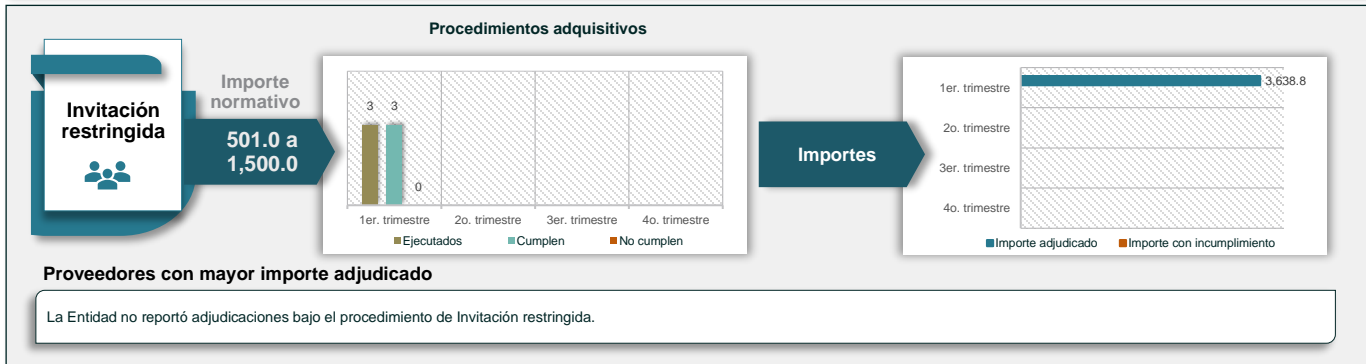 Invitación
restringida
Importe
normativo
501.0 a
1,500.0
Procedimientos adquisitivos
3 3
0
1er. trimestre 2o. trimestre 3er. trimestre 4o. trimestre
Ejecutados Cumplen No cumplen
Importes
1er. trimestre 3,638.8
2o. trimestre
3er. trimestre
4o. trimestre
Importe adjudicado Importe con incumplimiento
Proveedores con mayor importe adjudicado
La Entidad no reportó adjudicaciones bajo el procedimiento de Invitación restringida.